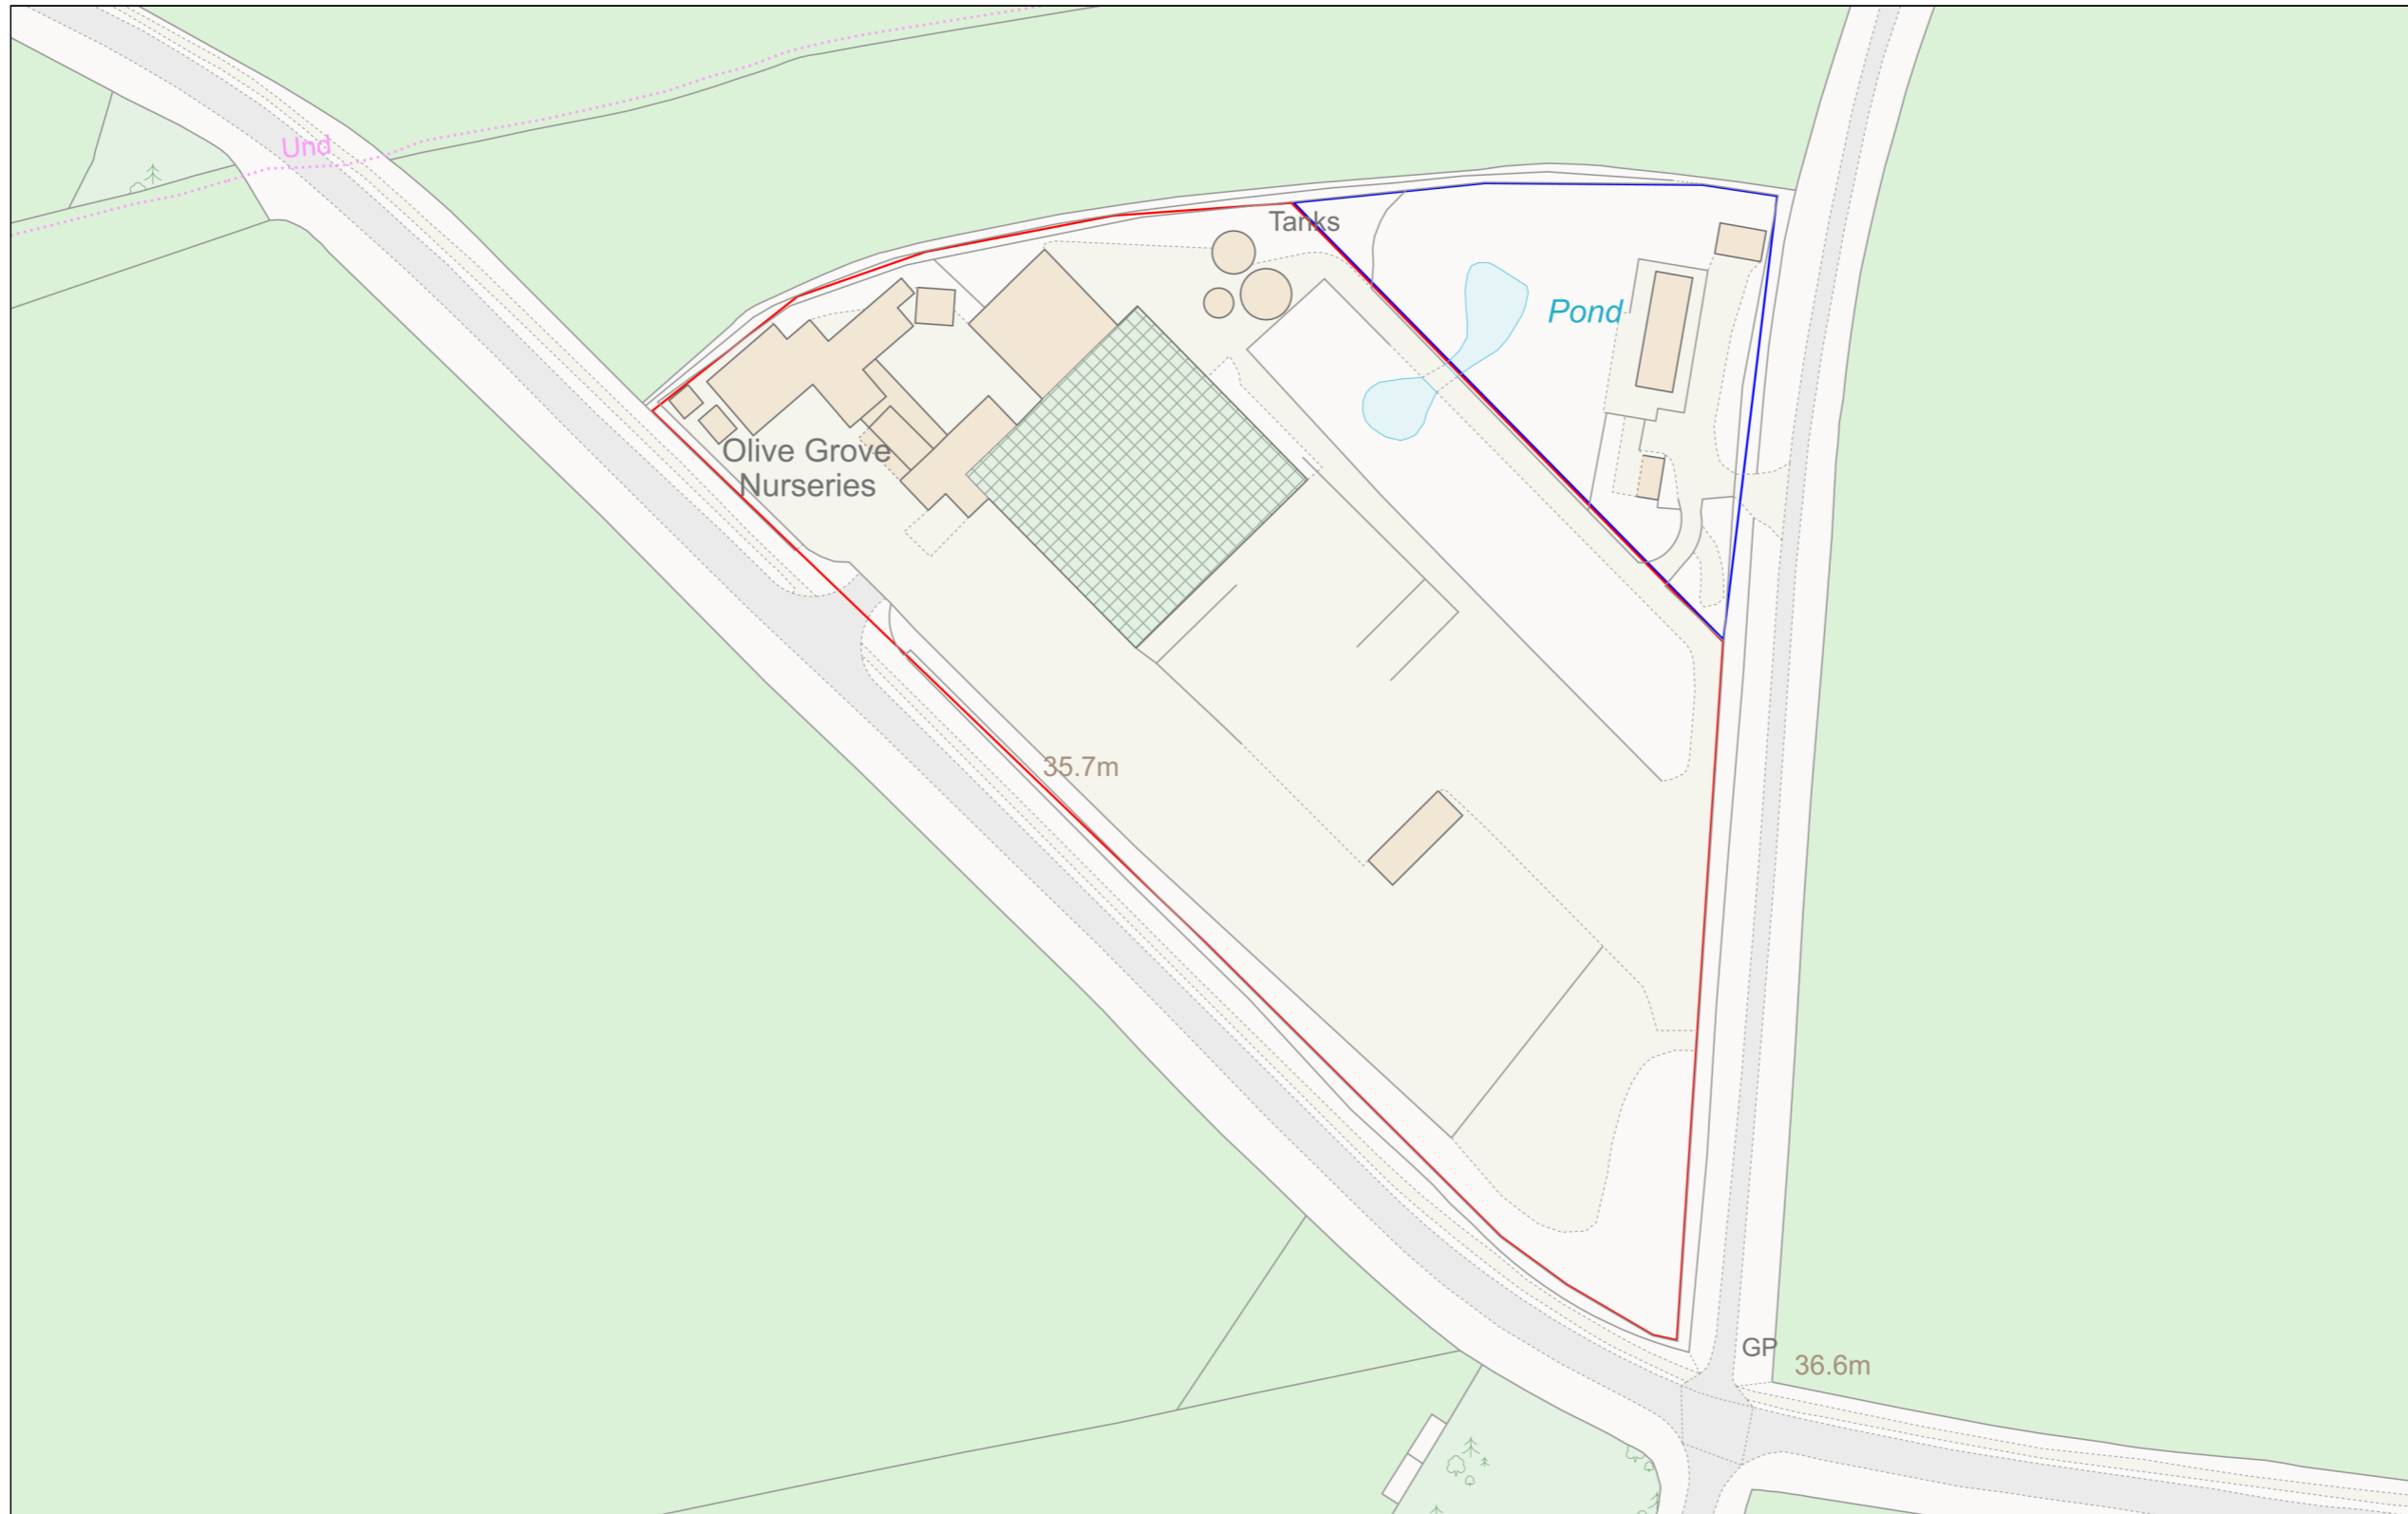 Und
Tanks
Pond
Olive Grove
Nurseries
35.7m
GP
36.6m